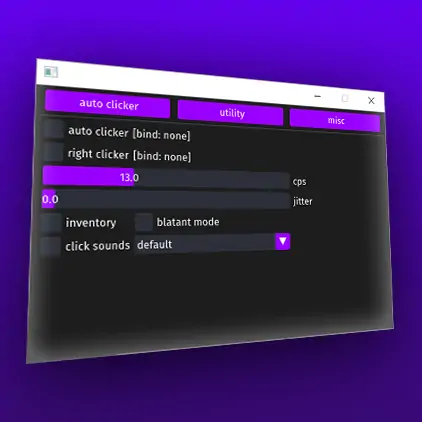 auto clicker utility misc
auto clicker [bind: none]
right clicker [bind: none]
13.0 cps
0.0 jitter
inventory blatant mode
click sounds default